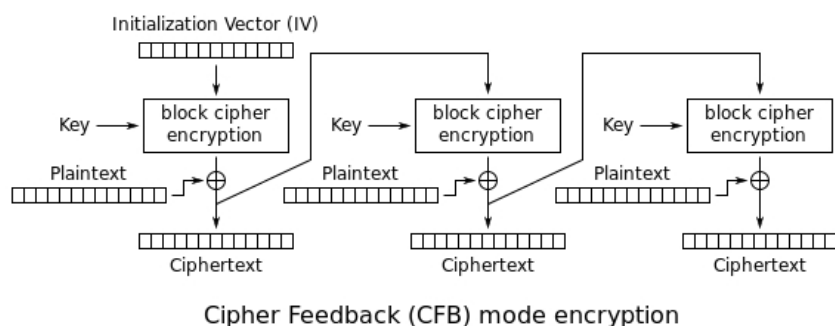 Initialization Vector (IV)
Key
block cipher
encryption
Key
block cipher
encryption
Key
block cipher
encryption
Plaintext
Plaintext
Plaintext
Ciphertext
Ciphertext
Ciphertext
Cipher Feedback (CFB) mode encryption